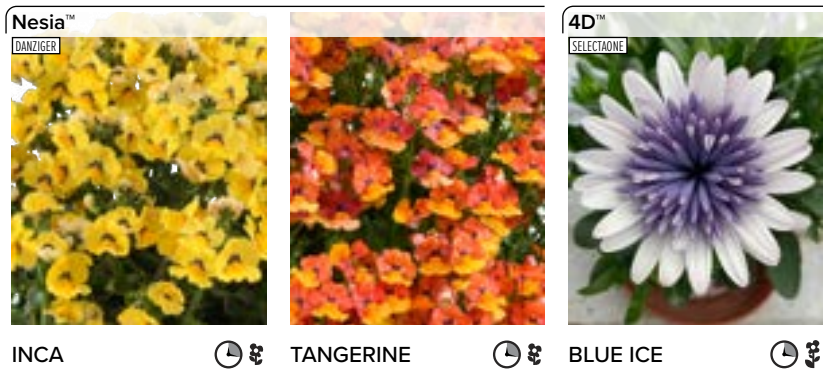 Nesia™
DANZIGER
INCA
TANGERINE
4D™
SELECTAONE
BLUE ICE